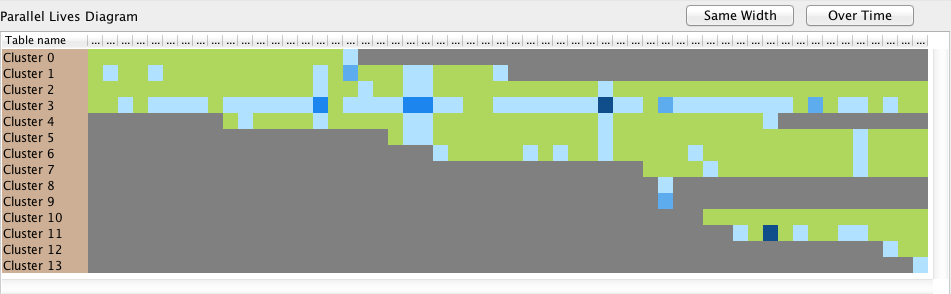 Parallel Lives Diagram
Same Width
Over Time
Table name ... ... ... ... ... ... ... ... ... ... ... ... ... ... ... ... ... ... ... ... ... ... ... ... ... ... ... ... ... ... ... ... ... ... ... ... ... ... ... ... ... ... ... ... ... ... ... ... ... ... ... ... ... ... ... ...
Cluster 0
Cluster 1
Cluster 2
Cluster 3
Cluster 4
Cluster 5
Cluster 6
Cluster 7
Cluster 8
Cluster 9
Cluster 10
Cluster 11
Cluster 12
Cluster 13